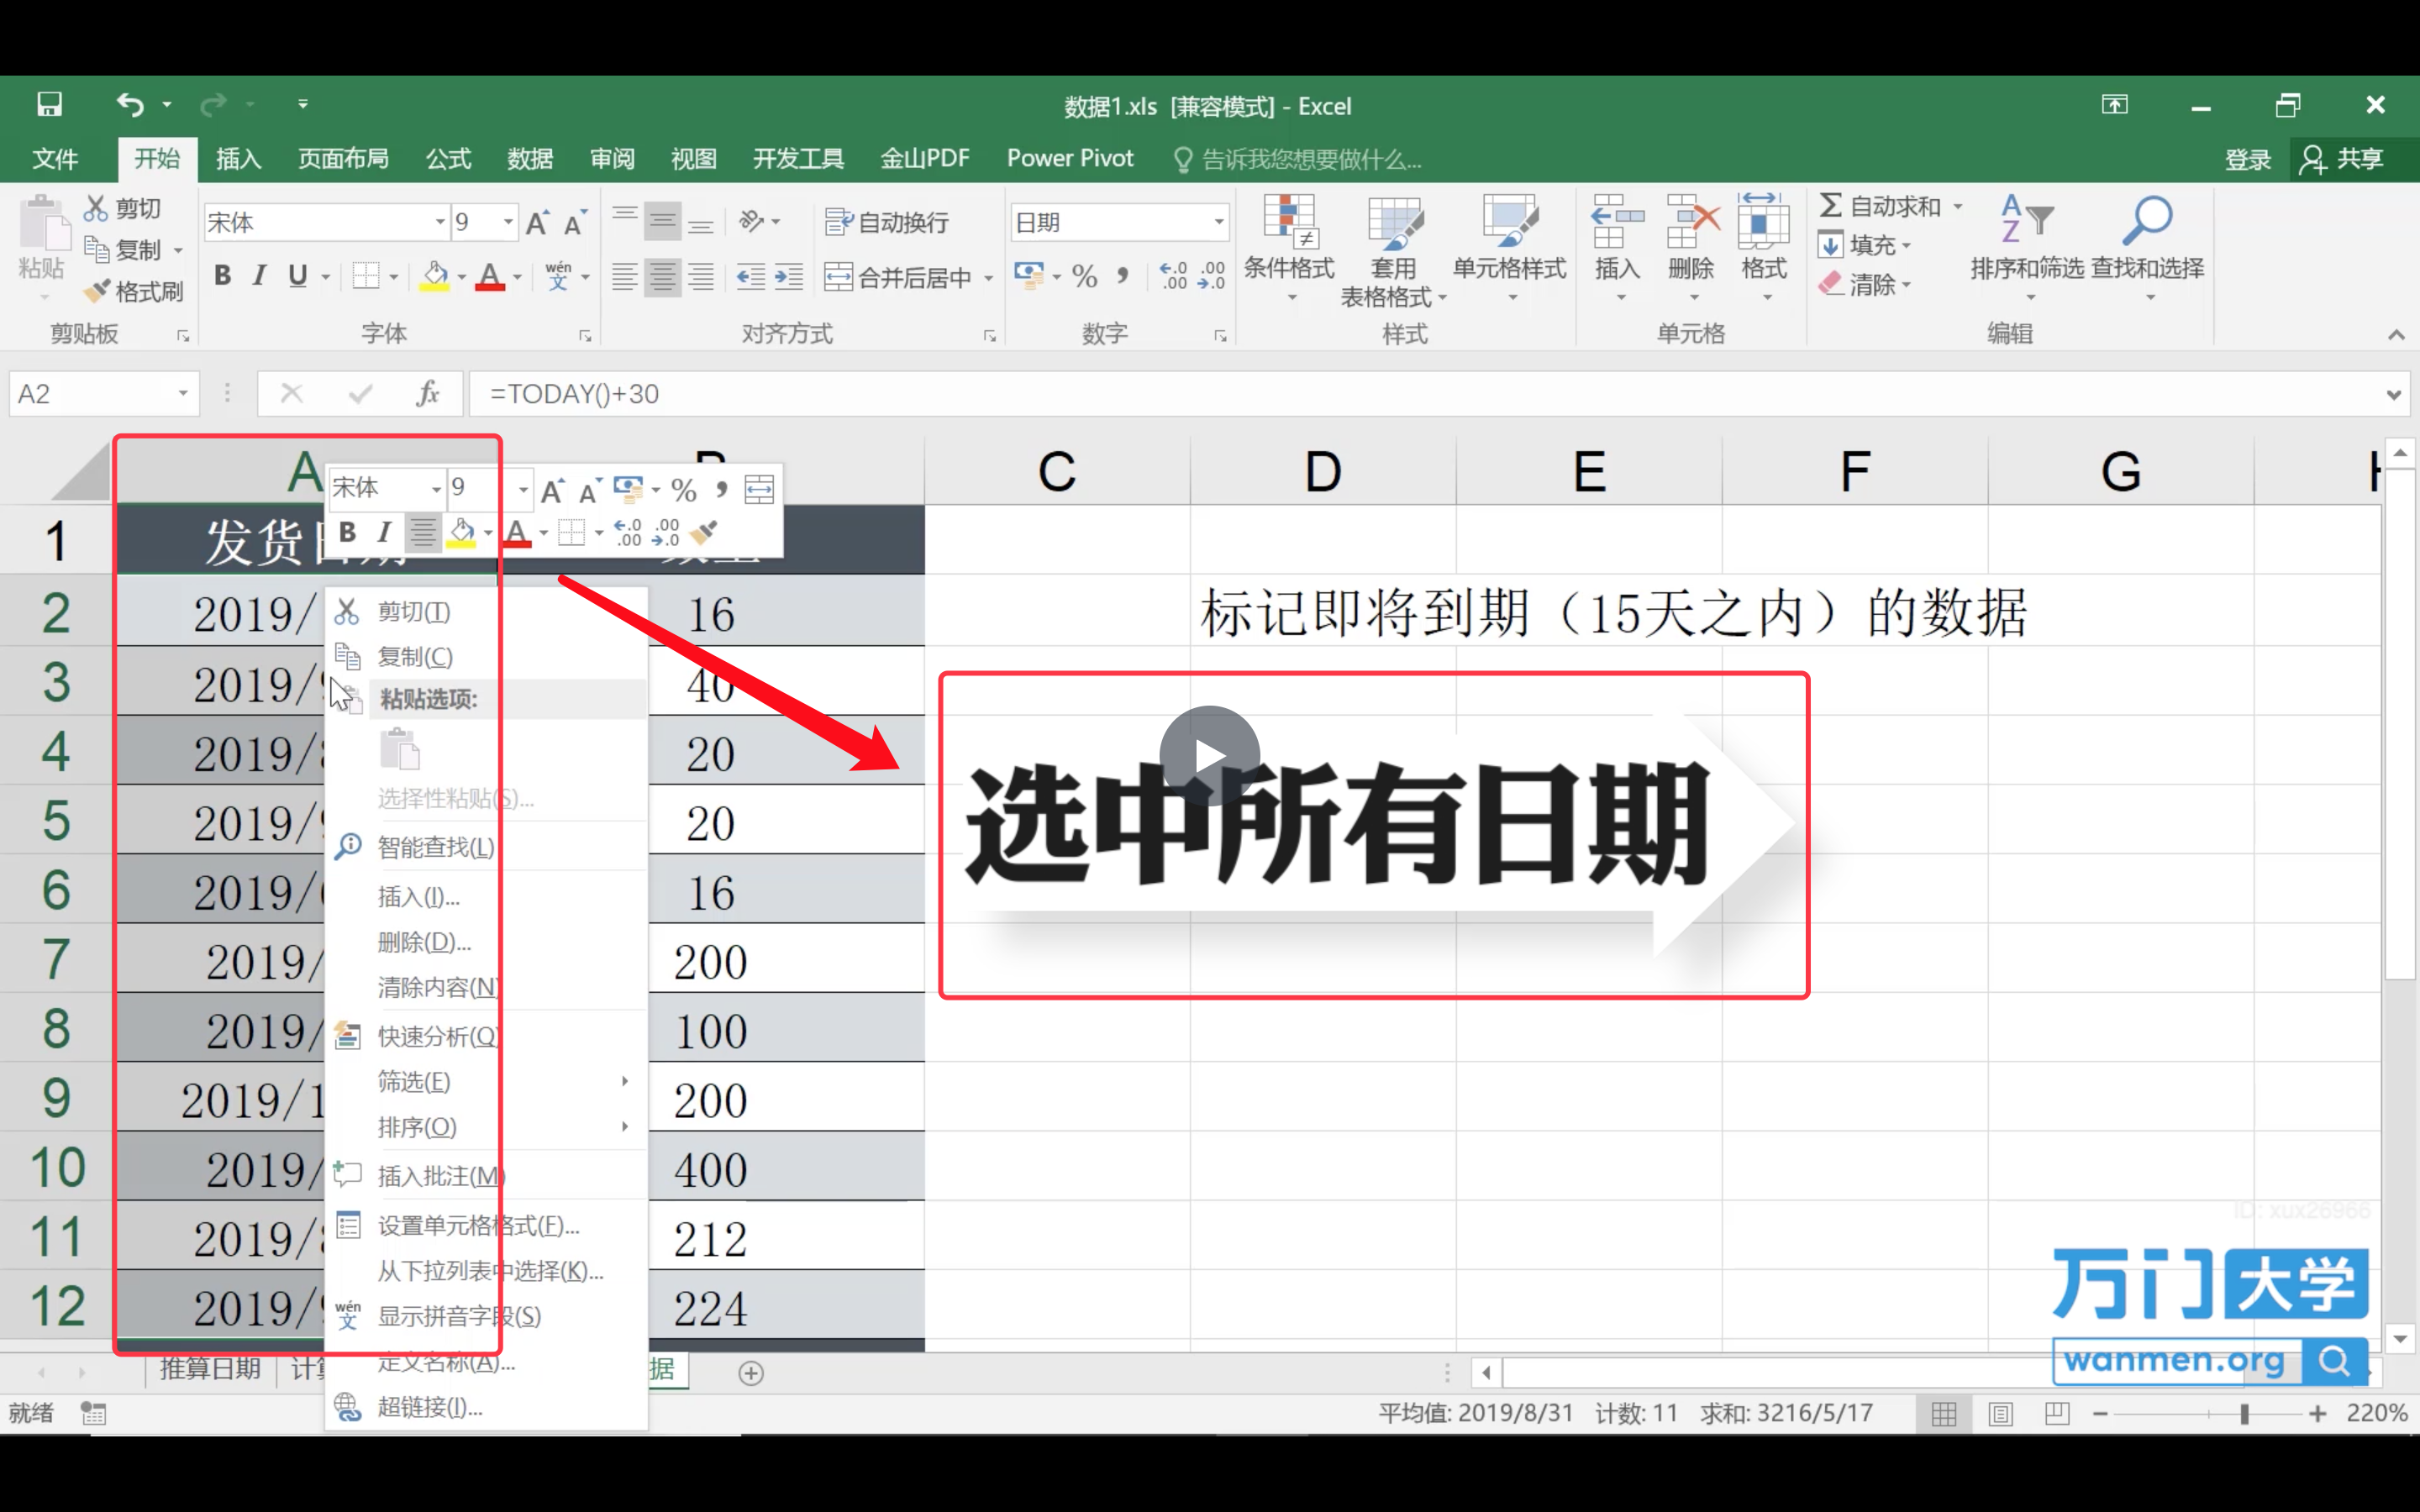 数据1.xls [兼容模式] - Excel
文件 开始 插入 页面布局 公式 数据 审阅 视图 开发工具 金山PDF Power Pivot 告诉我您想要做什么... 登录 共享
粘贴 剪切 复制 格式刷
宋体 9 自动换行 日期
B I U A wén 文 合并后居中 % , .00
条件格式 套用 表格格式 单元格样式 插入 删除 格式
自动求和 填充 清除 排序和筛选 查找和选择
剪贴板 字体 对齐方式 数字 样式 单元格 编辑
A2 fx =TODAY()+30
A C D E F G
宋体 9 %
B I A
1 发货日期
2 2019/ 16 标记即将到期（15天之内）的数据
3 2019/9 40
4 2019/8 20
5 2019/9 20
6 2019/ 16
7 2019/ 200
8 2019/ 100
9 2019/1 200
10 2019/ 400
11 2019/8 212
12 2019/9 224
剪切(T)
复制(C)
粘贴选项:
选择性粘贴(S)...
智能查找(L)
插入(I)...
删除(D)...
清除内容(N)
快速分析(Q)
筛选(E)
排序(O)
插入批注(M)
设置单元格格式(F)...
从下拉列表中选择(K)...
wén 文 显示拼音字段(S)
定义名称(A)...
超链接(I)...
选中所有日期
ID: xux26966
万门大学
wanmen.org
推算日期 计算 据
就绪 平均值: 2019/8/31 计数: 11 求和: 3216/5/17 220%